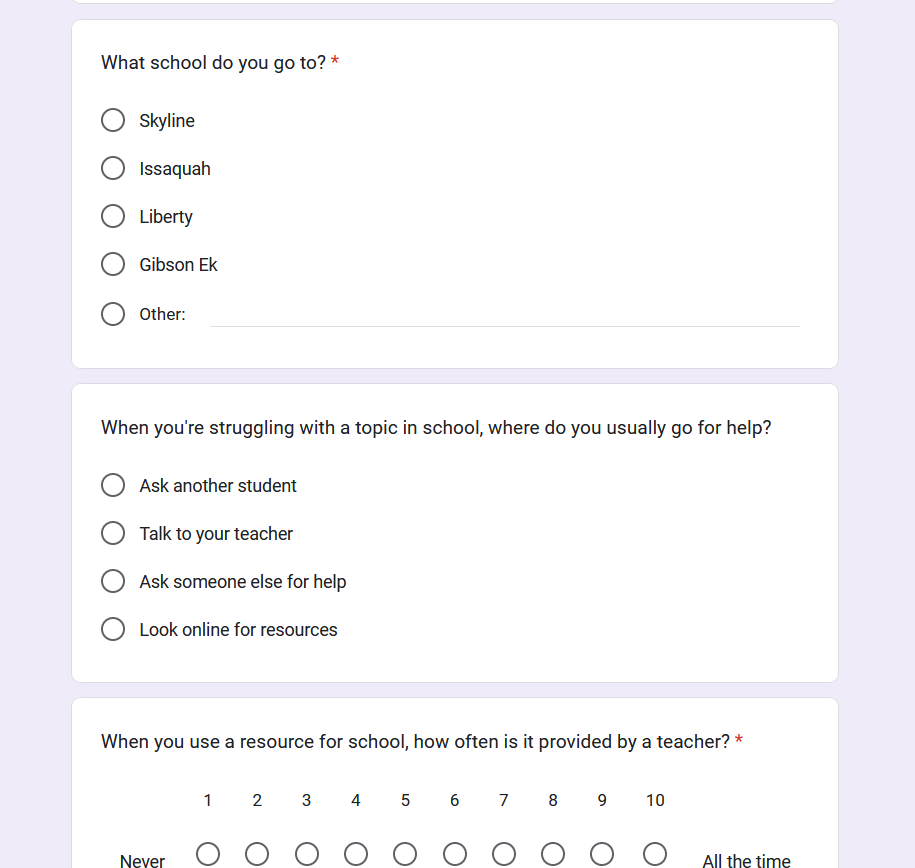 What school do you go to? *
Skyline
Issaquah
Liberty
Gibson Ek
Other:
When you're struggling with a topic in school, where do you usually go for help?
Ask another student
Talk to your teacher
Ask someone else for help
Look online for resources
When you use a resource for school, how often is it provided by a teacher? *
1 2 3 4 5 6 7 8 9 10
Never All the time